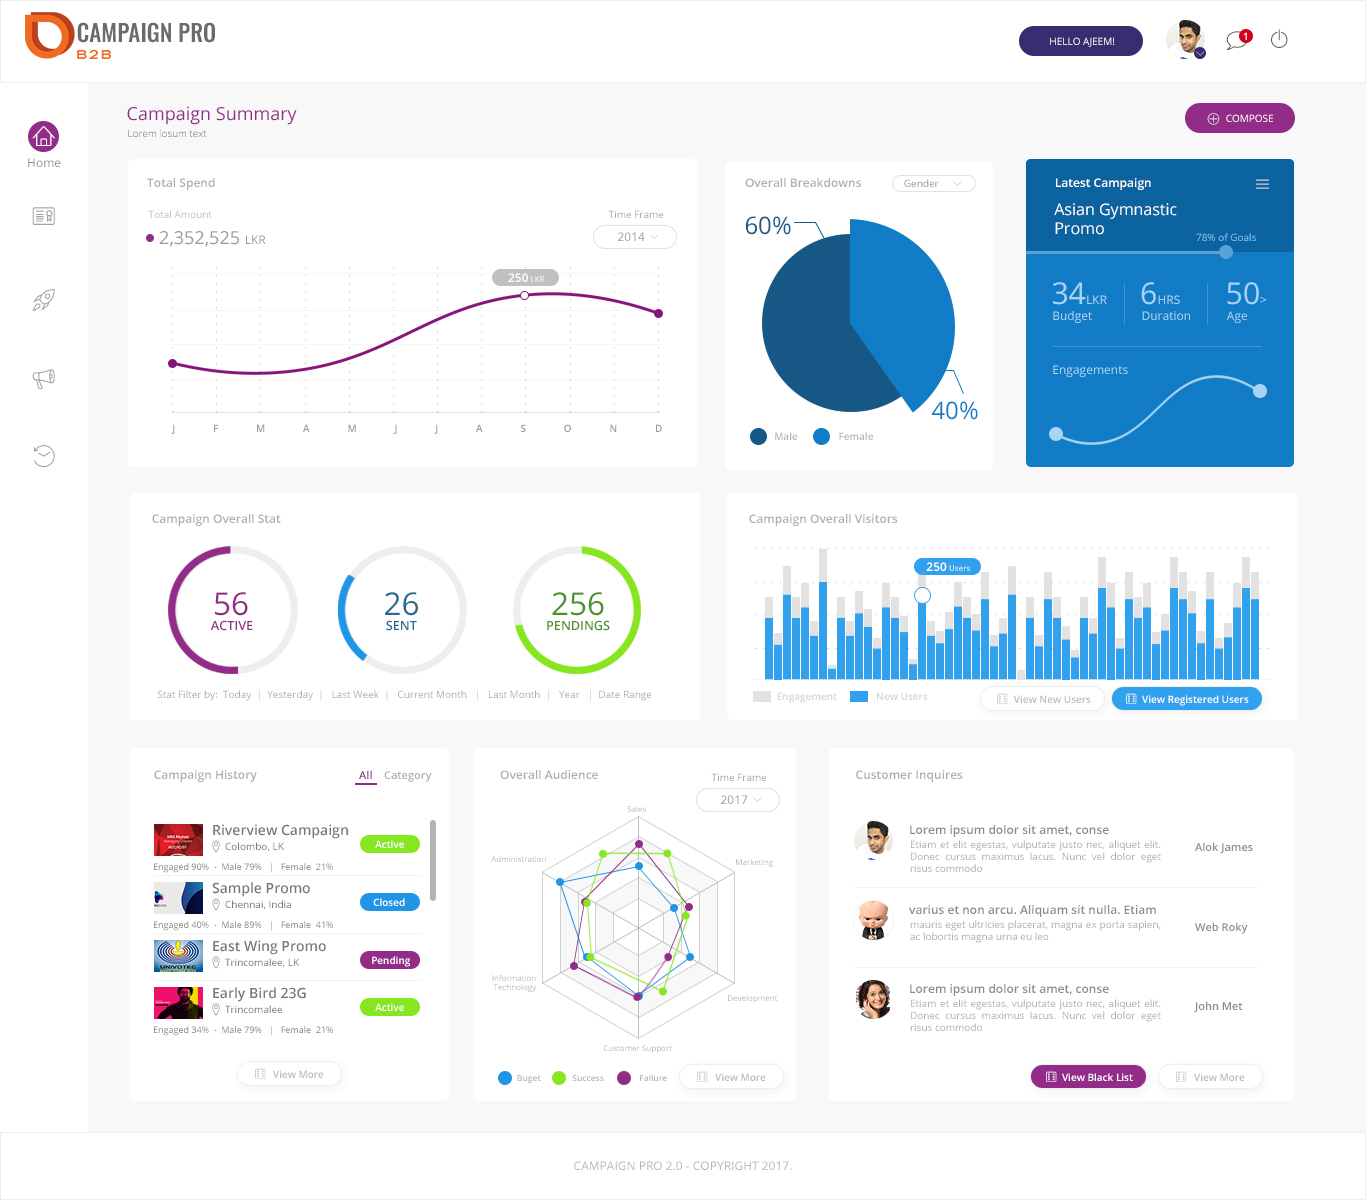 CAMPAIGN PRO
B2B
HELLO AJEEM!
1
Campaign Summary
Lorem iosum text
COMPOSE
Home
Total Spend
Total Amount
2,352,525 LKR
Time Frame
2014
250 LKR
J F M A M J J A S O N D
Overall Breakdowns
Gender
60%
40%
Male Female
Latest Campaign
Asian Gymnastic
Promo
78% of Goals
34LKR 6HRS 50>
Budget Duration Age
Engagements
Campaign Overall Stat
56
ACTIVE
26
SENT
256
PENDINGS
Stat Filter by: Today | Yesterday | Last Week | Current Month | Last Month | Year | Date Range
Campaign Overall Visitors
250 Users
Engagement New Users
View New Users
View Registered Users
Campaign History
All Category
Riverview Campaign
Colombo, LK
Active
Engaged 90% - Male 79% | Female 21%
Sample Promo
Chennai, India
Closed
Engaged 40% - Male 89% | Female 41%
UNIVOTEC
East Wing Promo
Trincomalee, LK
Pending
Early Bird 23G
Trincomalee
Active
Engaged 34% - Male 79% | Female 21%
View More
Overall Audience
Time Frame
2017
Sales
Administration
Marketing
Information
Technology
Development
Customer Support
Buget Success Failure
View More
Customer Inquires
Lorem ipsum dolor sit amet, conse
Etiam et elit egestas, vulputate justo nec, aliquet elit.
Donec cursus maximus lacus. Nunc vel dolor eget
risus commodo
Alok James
varius et non arcu. Aliquam sit nulla. Etiam
mauris eget ultricies placerat, magna ex porta sapien,
ac lobortis magna urna eu leo
Web Roky
Lorem ipsum dolor sit amet, conse
Etiam et elit egestas, vulputate justo nec, aliquet elit.
Donec cursus maximus lacus. Nunc vel dolor eget
risus commodo
John Met
View Black List
View More
CAMPAIGN PRO 2.0 - COPYRIGHT 2017.